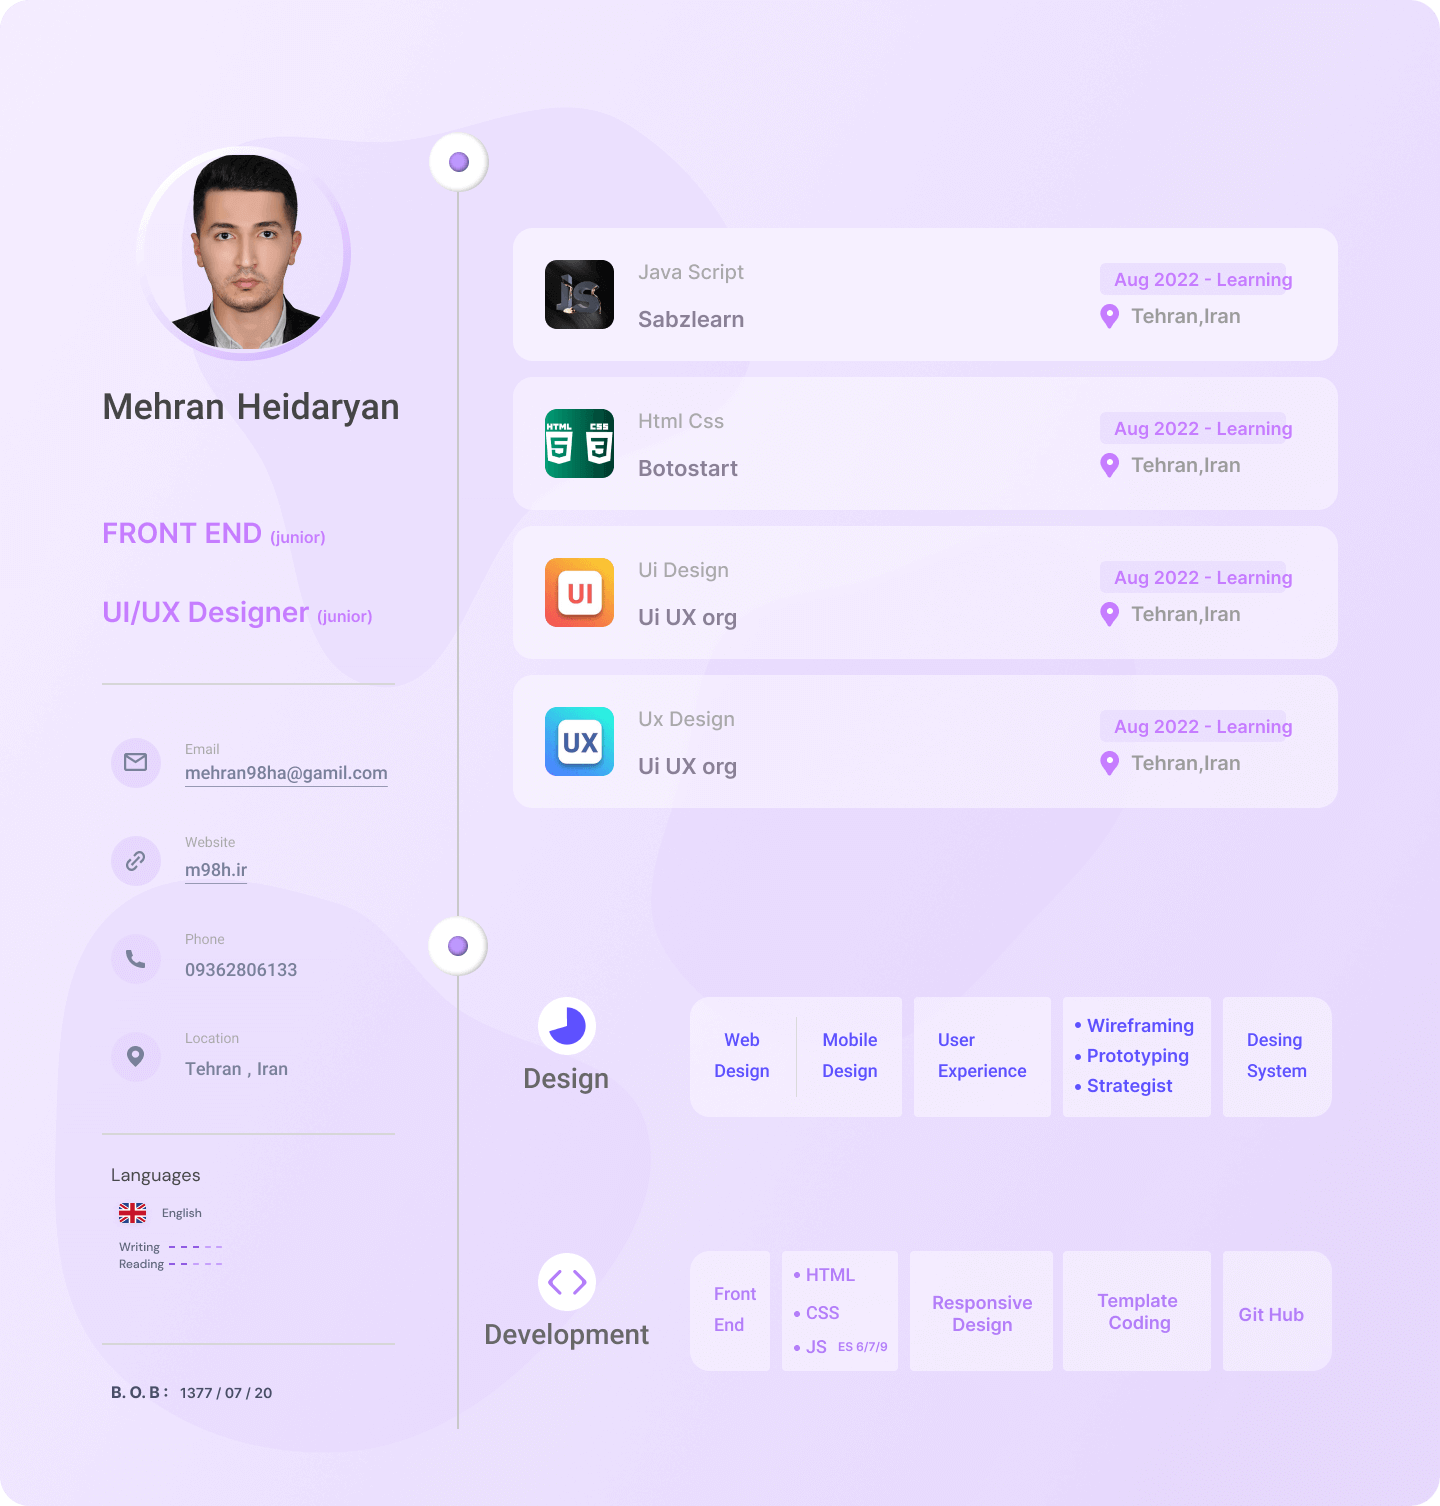 Mehran Heidaryan
FRONT END (junior)
UI/UX Designer (junior)
Email
mehran98ha@gamil.com
Website
m98h.ir
Phone
09362806133
Location
Tehran , Iran
Languages
English
Writing
Reading
B. O. B : 1377 / 07 / 20
JS
Java Script
Sabzlearn
Aug 2022 - Learning
Tehran,Iran
HTML CSS
5 3
Html Css
Botostart
Aug 2022 - Learning
Tehran,Iran
UI
Ui Design
Ui UX org
Aug 2022 - Learning
Tehran,Iran
UX
Ux Design
Ui UX org
Aug 2022 - Learning
Tehran,Iran
Design
Web
Design
Mobile
Design
User
Experience
• Wireframing
• Prototyping
• Strategist
Desing
System
Development
Front
End
• HTML
• CSS
• JS ES 6/7/9
Responsive
Design
Template
Coding
Git Hub